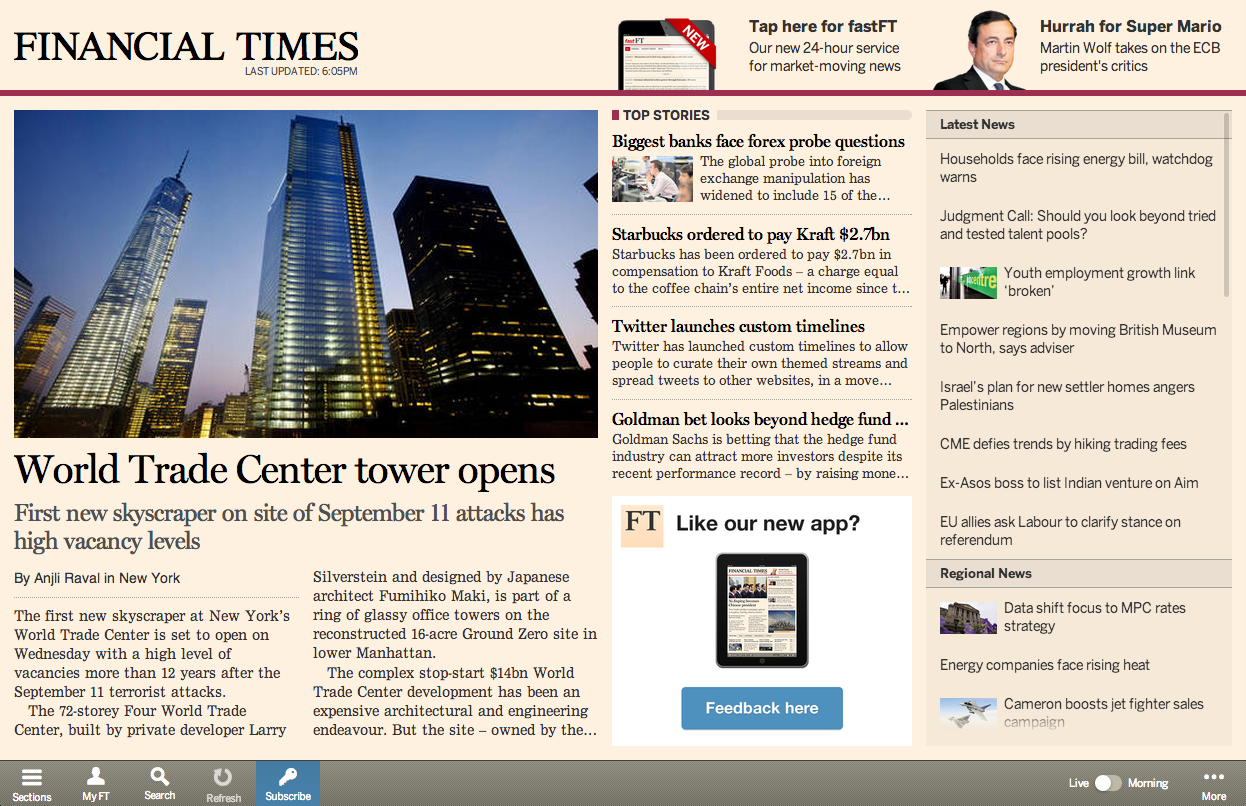 FINANCIAL TIMES
LAST UPDATED: 6:05PM
NEW
Tap here for fastFT
Our new 24-hour service
for market-moving news
Hurrah for Super Mario
Martin Wolf takes on the ECB
president's critics
World Trade Center tower opens
First new skyscraper on site of September 11 attacks has
high vacancy levels
By Anjli Raval in New York
The first new skyscraper at New York's
World Trade Center is set to open on
Wednesday with a high level of
vacancies more than 12 years after the
September 11 terrorist attacks.
The 72-storey Four World Trade
Center, built by private developer Larry
Silverstein and designed by Japanese
architect Fumihiko Maki, is part of a
ring of glassy office towers on the
reconstructed 16-acre Ground Zero site in
lower Manhattan.
The complex stop-start $14bn World
Trade Center development has been an
expensive architectural and engineering
endeavour. But the site – owned by the...
TOP STORIES
Biggest banks face forex probe questions
The global probe into foreign
exchange manipulation has
widened to include 15 of the...
Starbucks ordered to pay Kraft $2.7bn
Starbucks has been ordered to pay $2.7bn in
compensation to Kraft Foods – a charge equal
to the coffee chain's entire net income since t...
Twitter launches custom timelines
Twitter has launched custom timelines to allow
people to curate their own themed streams and
spread tweets to other websites, in a move...
Goldman bet looks beyond hedge fund ...
Goldman Sachs is betting that the hedge fund
industry can attract more investors despite its
recent performance record – by raising mone...
FT
Like our new app?
FINANCIAL TIMES
Feedback here
Latest News
Households face rising energy bill, watchdog
warns
Judgment Call: Should you look beyond tried
and tested talent pools?
centre
Youth employment growth link
‘broken’
Empower regions by moving British Museum
to North, says adviser
Israel's plan for new settler homes angers
Palestinians
CME defies trends by hiking trading fees
Ex-Asos boss to list Indian venture on Aim
EU allies ask Labour to clarify stance on
referendum
Regional News
Data shift focus to MPC rates
strategy
Energy companies face rising heat
Cameron boosts jet fighter sales
campaign
Sections
My FT
Search
Refresh
Subscribe
Live
Morning
More